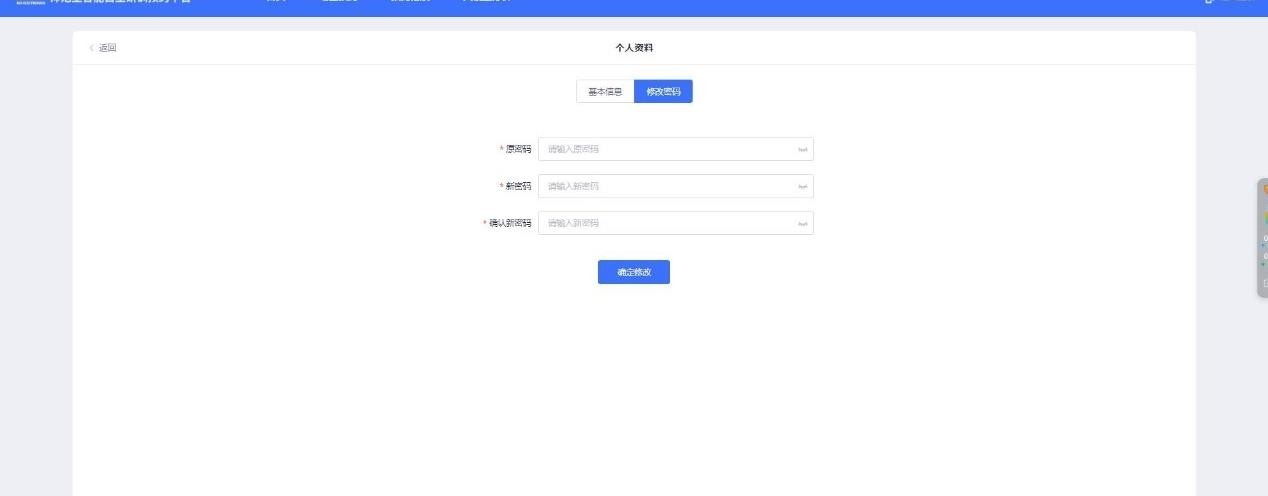 返回
个人资料
基本信息 修改密码
* 原密码 请输入原密码
* 新密码 请输入新密码
* 确认新密码 请输入新密码
确定修改